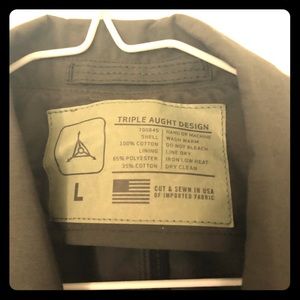 TRIPLE AUGHT DESIGN
SHELL
100% COTTON
LINING
65% POLYESTER
35% COTTON
HAND OR MACHINE
WASH WARM
DO NOT BLEACH
LINE DRY
IRON LOW HEAT
DRY CLEAN
L
CUT & SEWN IN USA
OF IMPORTED FABRIC